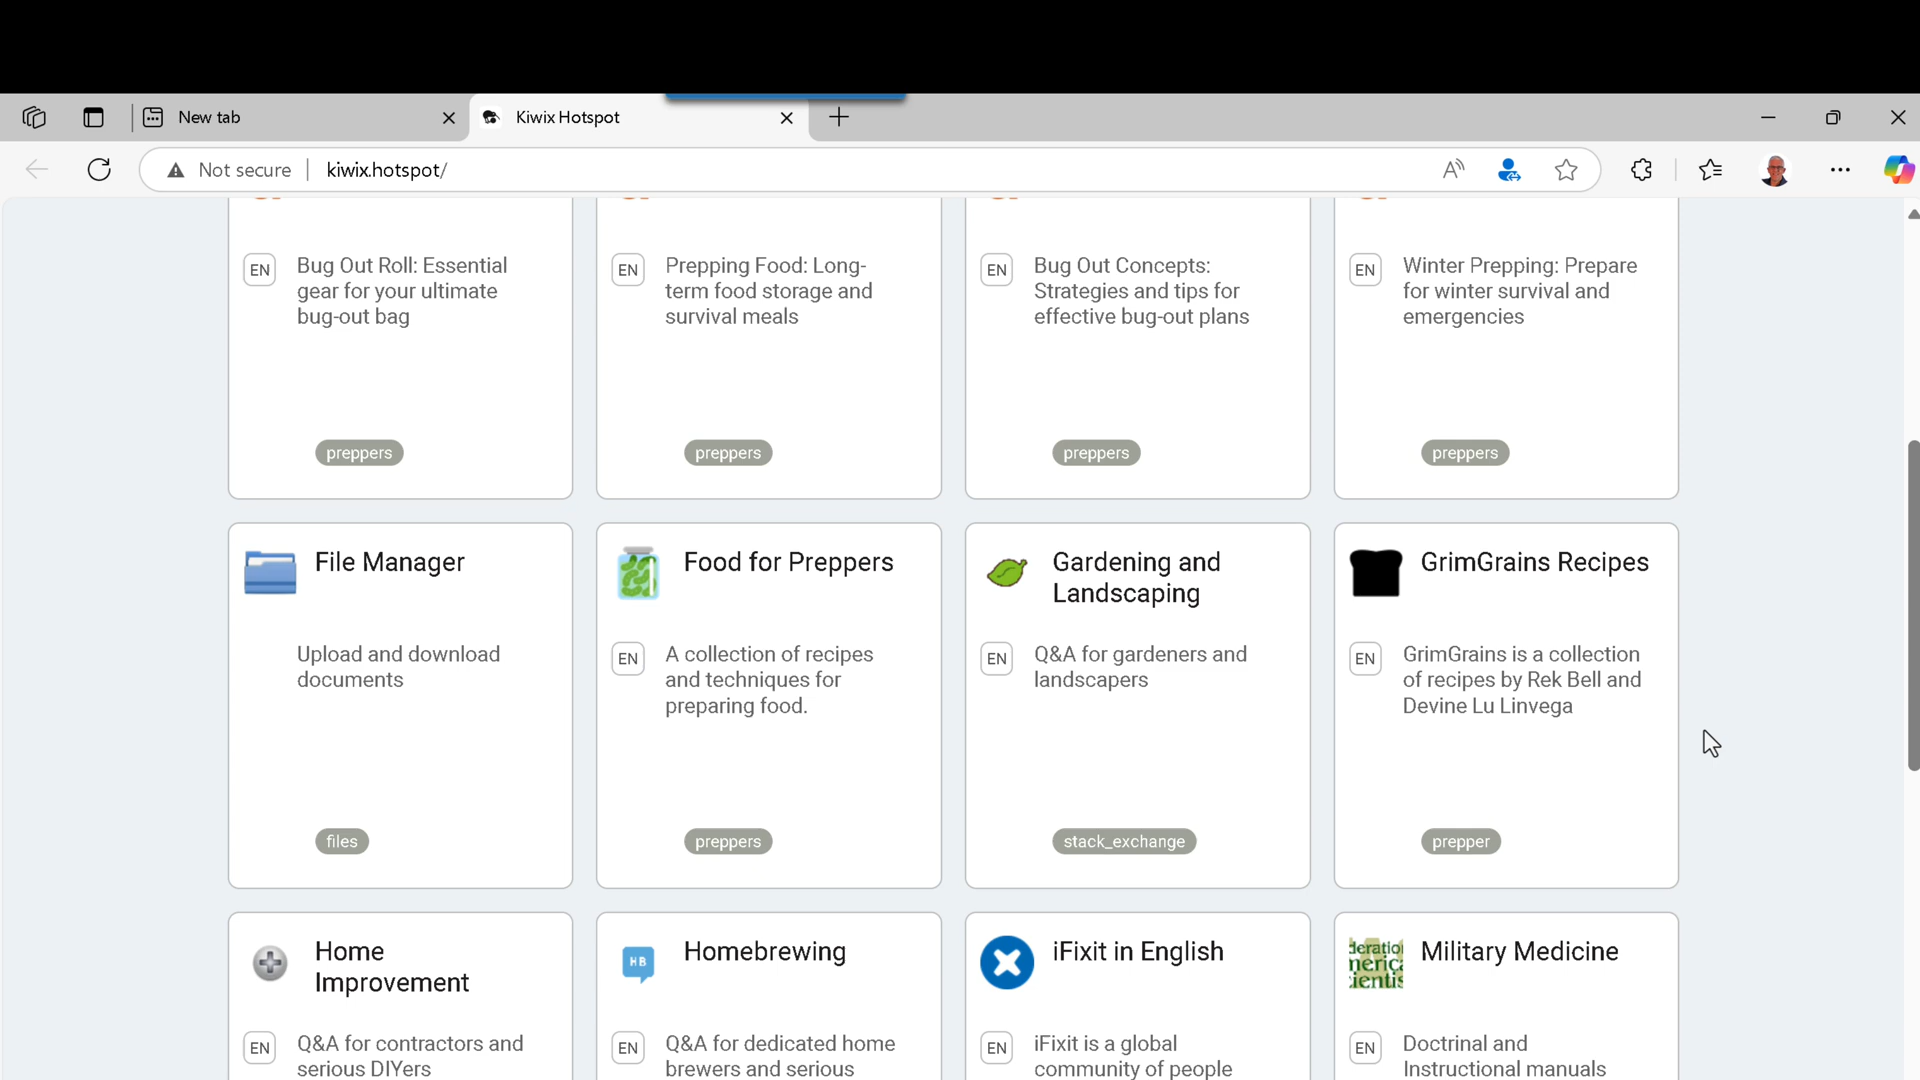 New tab
Kiwix Hotspot
Not secure
kiwix.hotspot/
EN
Bug Out Roll: Essential
gear for your ultimate
bug-out bag
preppers
EN
Prepping Food: Long-
term food storage and
survival meals
preppers
EN
Bug Out Concepts:
Strategies and tips for
effective bug-out plans
preppers
EN
Winter Prepping: Prepare
for winter survival and
emergencies
preppers
File Manager
Upload and download
documents
files
Food for Preppers
EN
A collection of recipes
and techniques for
preparing food.
preppers
Gardening and
Landscaping
EN
Q&A for gardeners and
landscapers
stack_exchange
GrimGrains Recipes
EN
GrimGrains is a collection
of recipes by Rek Bell and
Devine Lu Linvega
prepper
Home
Improvement
EN
Q&A for contractors and
serious DIYers
HB
Homebrewing
EN
Q&A for dedicated home
brewers and serious
iFixit in English
EN
iFixit is a global
community of people
Military Medicine
EN
Doctrinal and
Instructional manuals